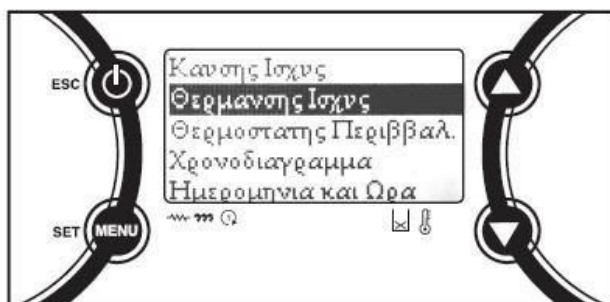 ESC
Καυσης Ισχυς
Θερμανσης Ισχυς
Θερμοστατης Περιββαλ.
Χρονοδιαγραμμα
Ημερομηνια και Ωρα
SET
MENU